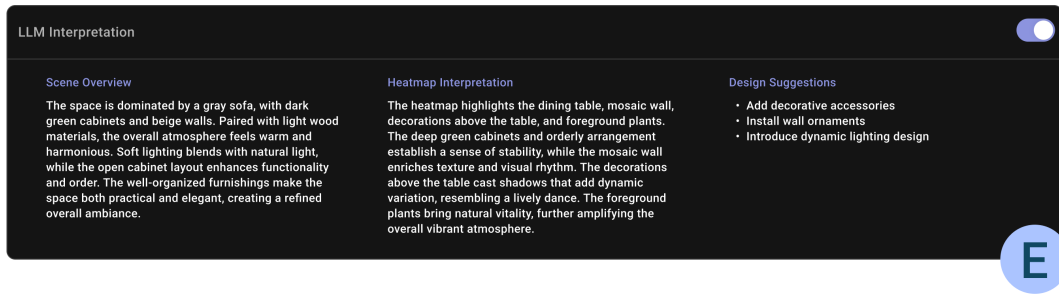 LLM Interpretation
Scene Overview
The space is dominated by a gray sofa, with dark
green cabinets and beige walls. Paired with light wood
materials, the overall atmosphere feels warm and
harmonious. Soft lighting blends with natural light,
while the open cabinet layout enhances functionality
and order. The well-organized furnishings make the
space both practical and elegant, creating a refined
overall ambiance.
Heatmap Interpretation
The heatmap highlights the dining table, mosaic wall,
decorations above the table, and foreground plants.
The deep green cabinets and orderly arrangement
establish a sense of stability, while the mosaic wall
enriches texture and visual rhythm. The decorations
above the table cast shadows that add dynamic
variation, resembling a lively dance. The foreground
plants bring natural vitality, further amplifying the
overall vibrant atmosphere.
Design Suggestions
• Add decorative accessories
• Install wall ornaments
• Introduce dynamic lighting design
E